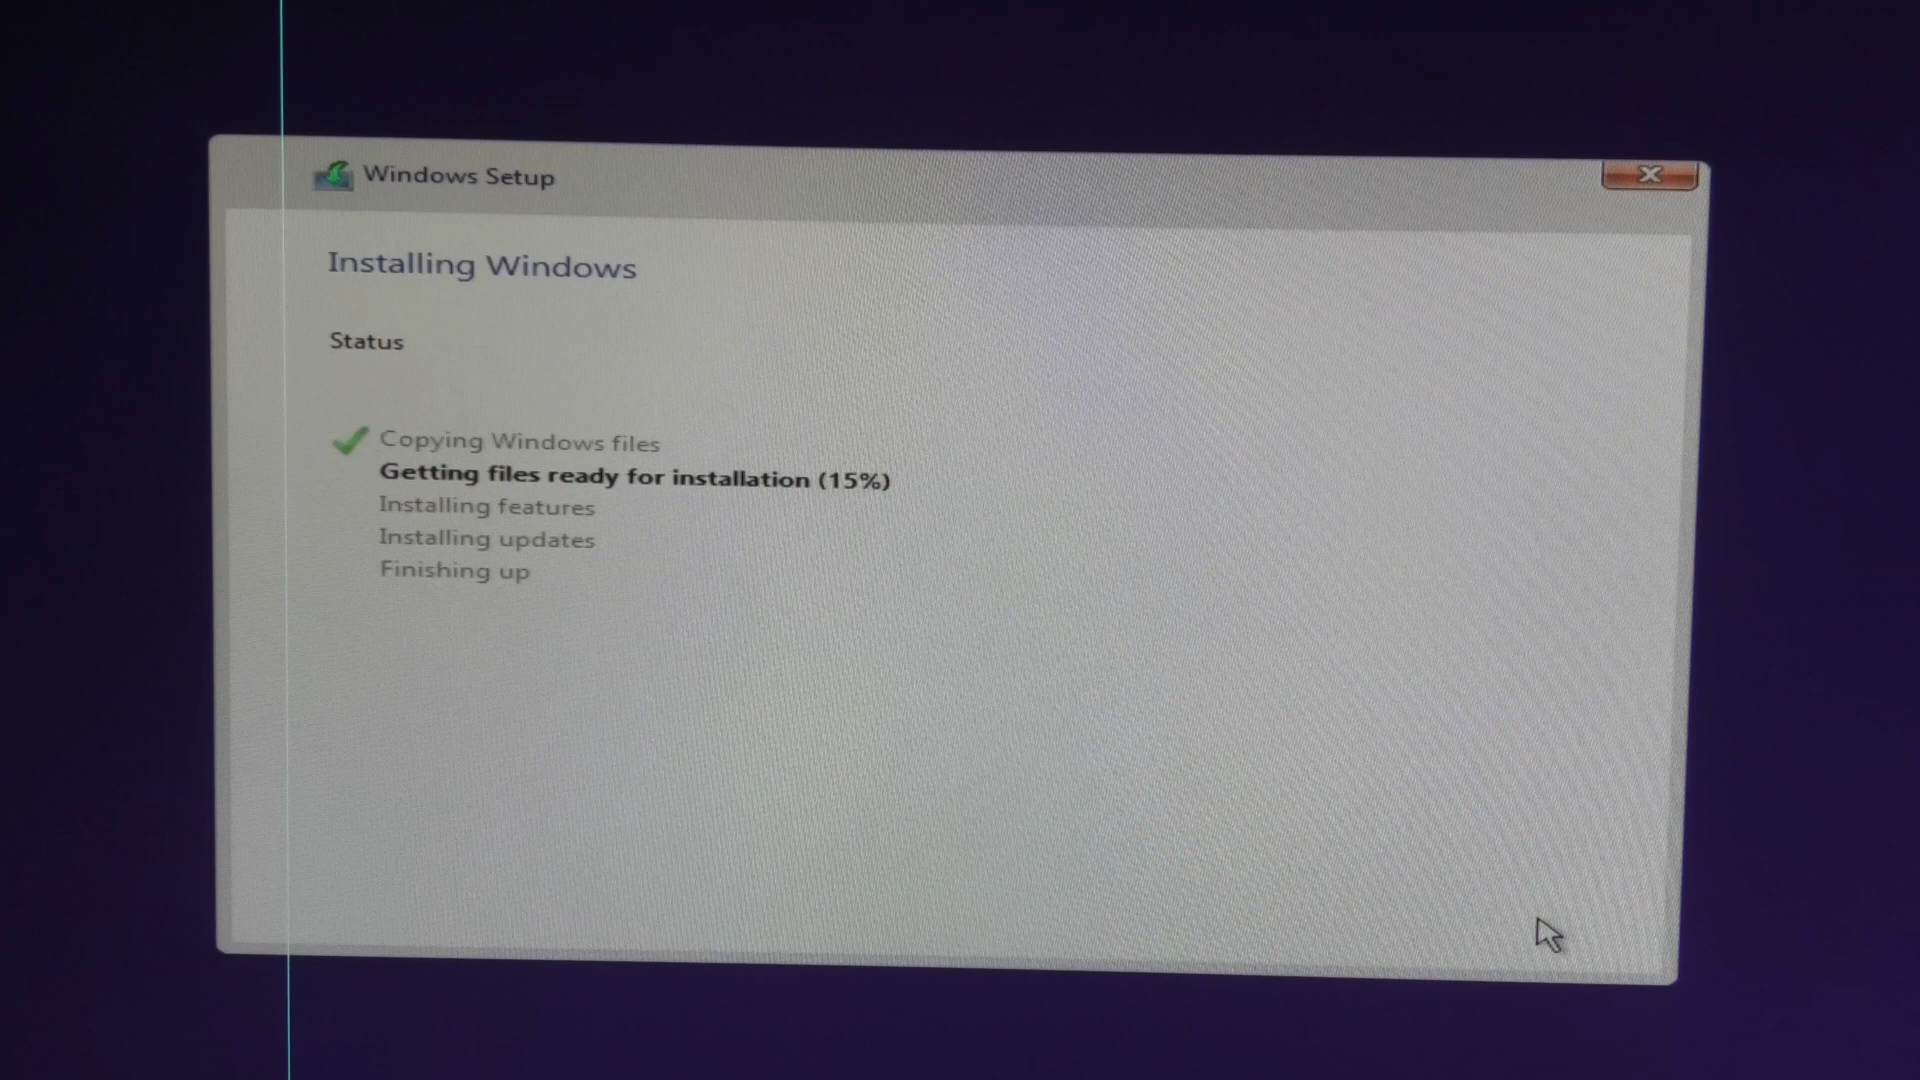 Windows Setup
Installing Windows
Status
Copying Windows files
Getting files ready for installation (15%)
Installing features
Installing updates
Finishing up